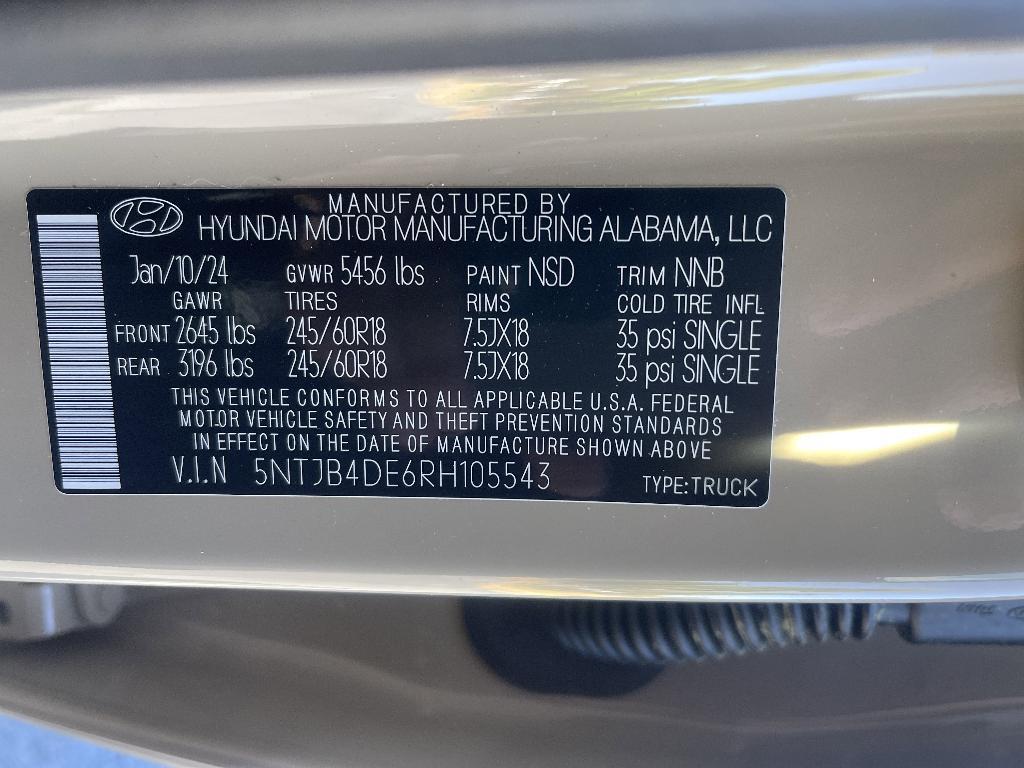 MANUFACTURED BY
HYUNDAI MOTOR MANUFACTURING ALABAMA, LLC
Jan/10/24 GVWR 5456 lbs PAINT NSD TRIM NNB
GAWR TIRES RIMS COLD TIRE INFL
FRONT 2645 lbs 245/60R18 7.5JX18 35 psi SINGLE
REAR 3196 lbs 245/60R18 7.5JX18 35 psi SINGLE
THIS VEHICLE CONFORMS TO ALL APPLICABLE U.S.A. FEDERAL
MOTOR VEHICLE SAFETY AND THEFT PREVENTION STANDARDS
IN EFFECT ON THE DATE OF MANUFACTURE SHOWN ABOVE
V.I.N 5NTJB4DE6RH105543 TYPE:TRUCK